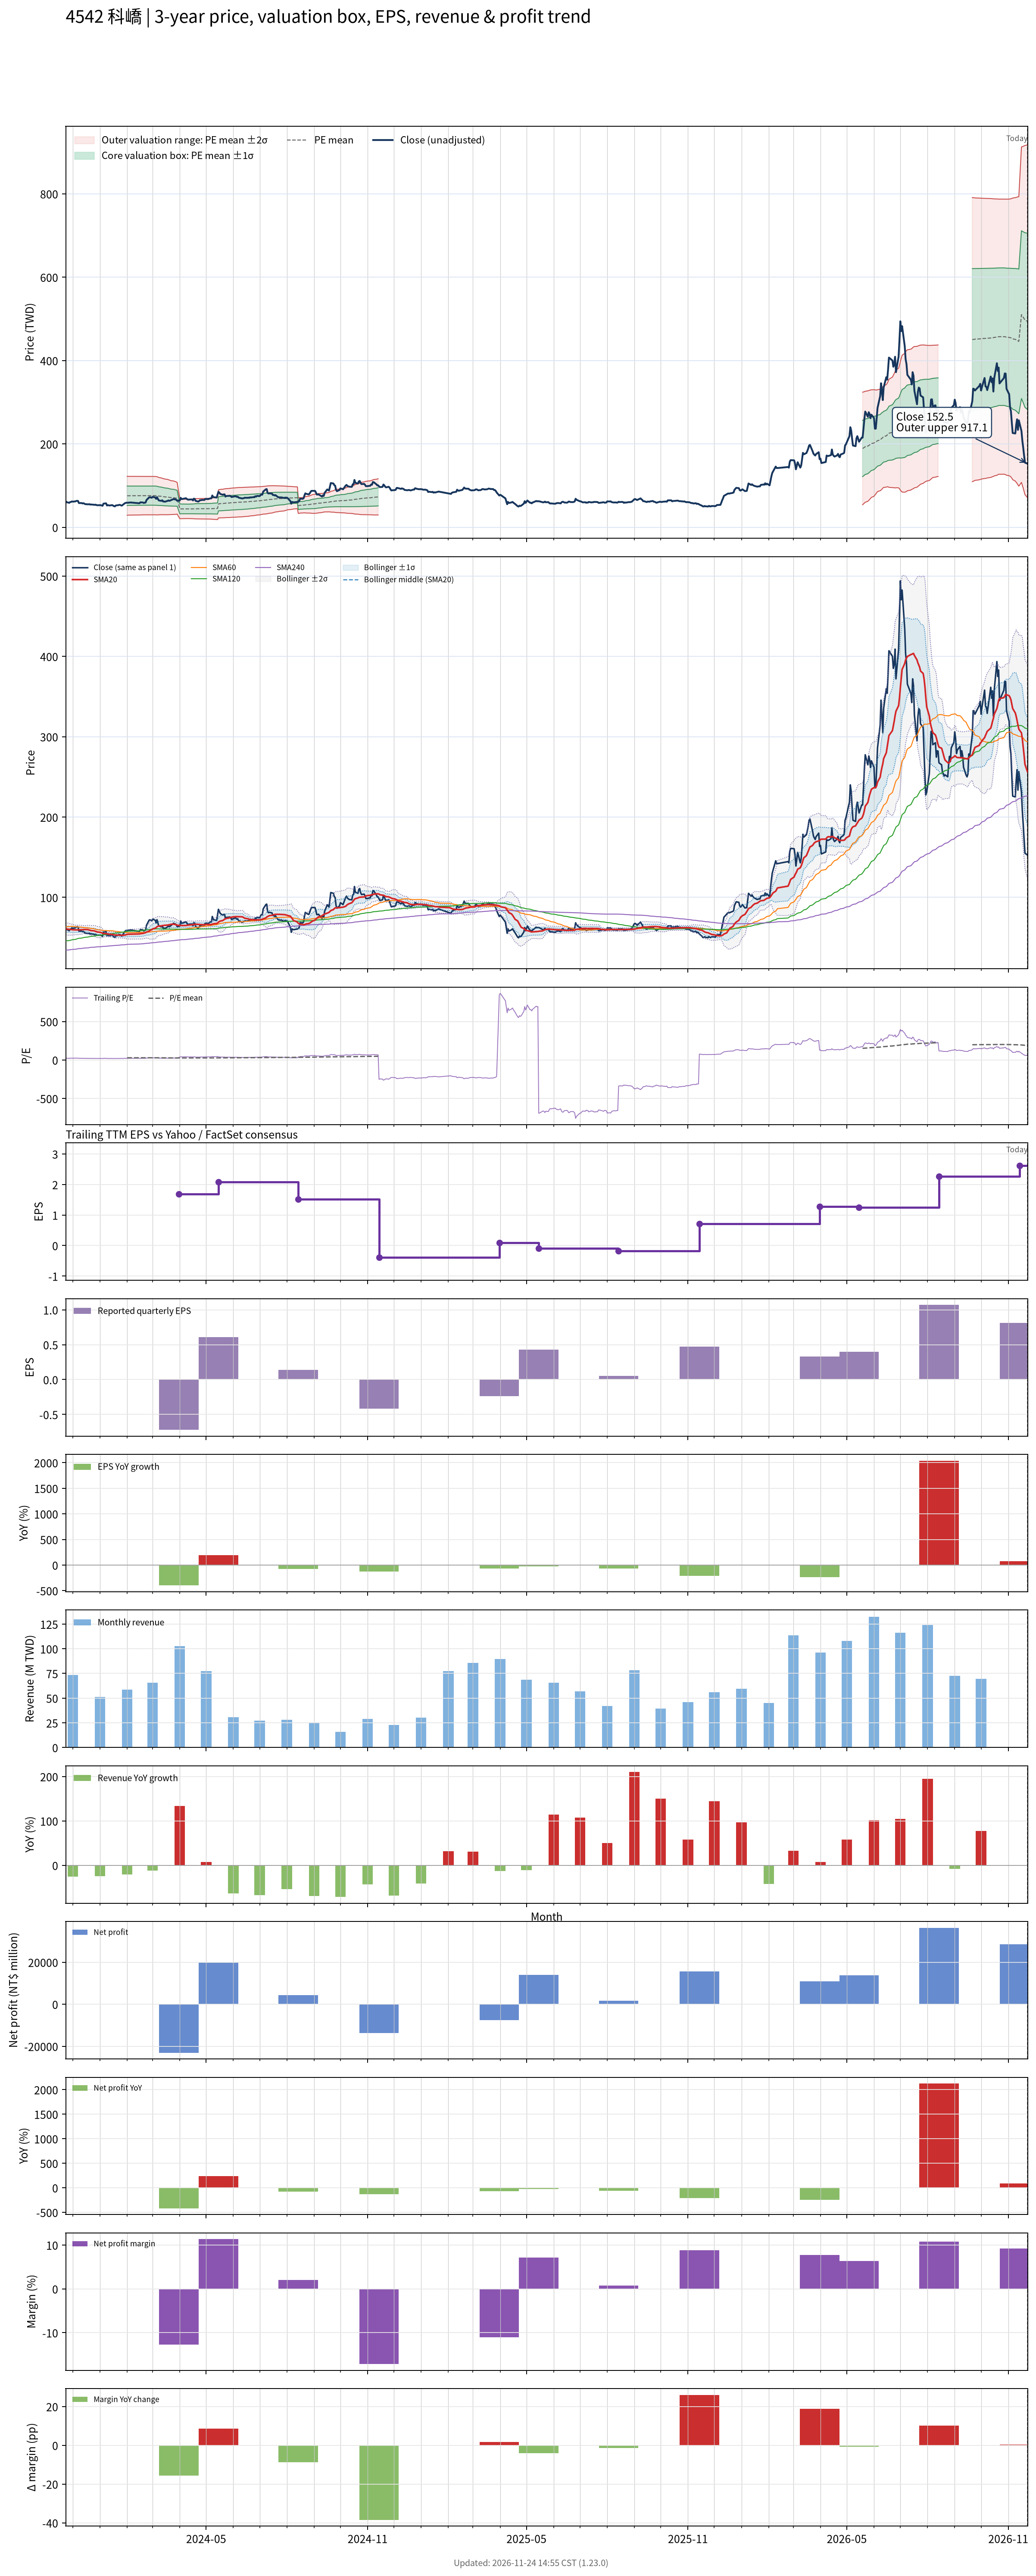 4542 科嶠 | 3-year price, valuation box, EPS, revenue & profit trend
Outer valuation range: PE mean ±2σ
PE mean
Close (unadjusted)
Core valuation box: PE mean ±1σ
Today
800
600
400
200
0
Price (TWD)
Close 152.5
Outer upper 917.1
Close (same as panel 1)
SMA60
SMA240
Bollinger ±1σ
SMA20
SMA120
Bollinger ±2σ
Bollinger middle (SMA20)
500
400
300
200
100
Price
Trailing P/E
P/E mean
500
0
-500
P/E
Trailing TTM EPS vs Yahoo / FactSet consensus
Today
3
2
1
0
-1
EPS
Reported quarterly EPS
1.0
0.5
0.0
-0.5
EPS
EPS YoY growth
2000
1500
1000
500
0
-500
YoY (%)
Monthly revenue
125
100
75
50
25
0
Revenue (M TWD)
Revenue YoY growth
200
100
0
YoY (%)
Month
Net profit
20000
0
-20000
Net profit (NT$ million)
Net profit YoY
2000
1500
1000
500
0
-500
YoY (%)
Net profit margin
10
0
-10
Margin (%)
Margin YoY change
20
0
-20
-40
Δ margin (pp)
2024-05
2024-11
2025-05
2025-11
2026-05
2026-11
Updated: 2026-11-24 14:55 CST (1.23.0)